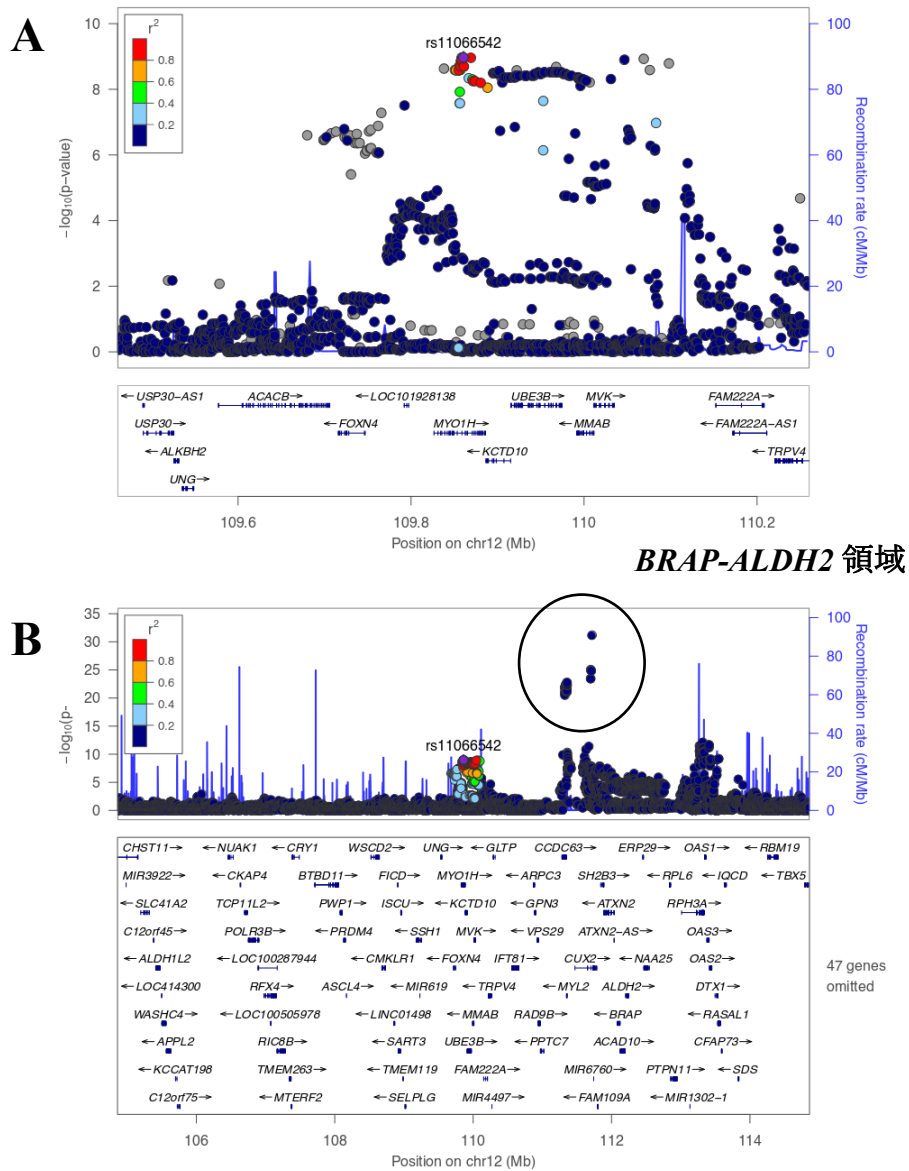 A
r²
0.8
0.6
0.4
0.2
rs11066542
10
8
6
4
2
0
−log₁₀(p−value)
100
80
60
40
20
0
Recombination rate (cM/Mb)
←USP30−AS1 ACACB→ ←LOC101928138 UBE3B→ MVK→ FAM222A→
USP30→ ←FOXN4 MYO1H→ ←MMAB ←FAM222A−AS1
←ALKBH2 ←KCTD10 ←TRPV4
UNG→
109.6 109.8 110 110.2
Position on chr12 (Mb)
BRAP-ALDH2 領域
B
r²
0.8
0.6
0.4
0.2
rs11066542
35
30
25
20
15
10
5
0
−log₁₀(p-
100
80
60
40
20
0
Recombination rate (cM/Mb)
CHST11→ ←NUAK1 ←CRY1 WSCD2→ UNG→ ←GLTP CCDC63→ ERP29→ OAS1→ ←RBM19
MIR3922→ ←CKAP4 BTBD11→ ←FICD MYO1H→ ←ARPC3 SH2B3→ ←RPL6 ←IQCD ←TBX5
←SLC41A2 TCP11L2→ PWP1→ ISCU→ ←KCTD10 ←GPN3 ←ATXN2 RPH3A→
C12orf45→ POLR3B→ ←PRDM4 ←SSH1 MVK→ ←VPS29 ATXN2−AS→ OAS3→
←ALDH1L2 ←LOC100287944 ←CMKLR1 ←FOXN4 IFT81→ CUX2→ ←NAA25 OAS2→
←LOC414300 RFX4→ ASCL4→ ←MIR619 ←TRPV4 ←MYL2 ALDH2→ DTX1→
WASHC4→ ←LOC100505978 ←LINC01498 ←MMAB ←RAD9B→ ←BRAP ←RASAL1
←APPL2 RIC8B→ ←SART3 UBE3B→ ←PPTC7 ACAD10→ CFAP73→
←KCCAT198 ←TMEM263→ ←TMEM119 FAM222A→ MIR6760→ PTPN11→ ←SDS
←C12orf75→ ←MTERF2 ←SELPLG MIR4497→ ←FAM109A ←MIR1302−1
47 genes
omitted
106 108 110 112 114
Position on chr12 (Mb)